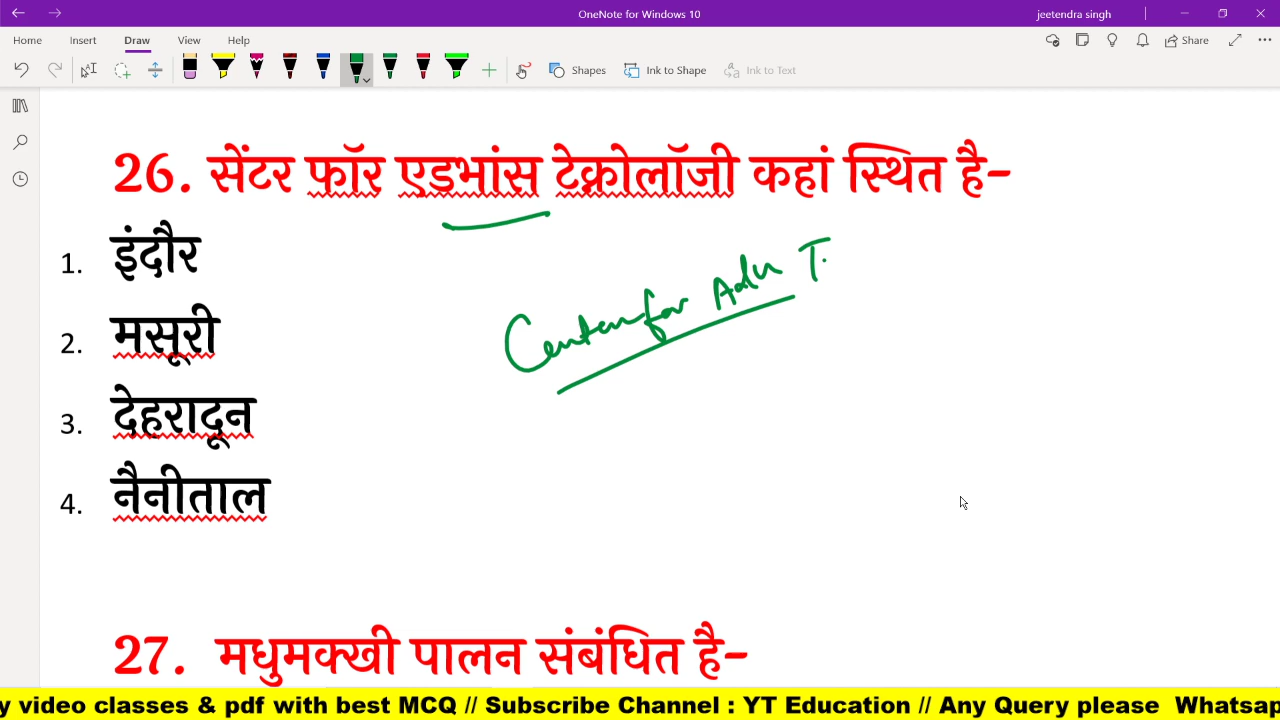 OneNote for Windows 10
jeetendra singh
Home Insert Draw View Help
Share
Shapes Ink to Shape Ink to Text
26. सेंटर फॉर एडभांस टेक्नोलॉजी कहां स्थित है-
1. इंदौर
2. मसूरी
3. देहरादून
4. नैनीताल
Center for Adv T.
27. मधुमक्खी पालन संबंधित है-
y video classes & pdf with best MCQ // Subscribe Channel : YT Education // Any Query please Whatsap